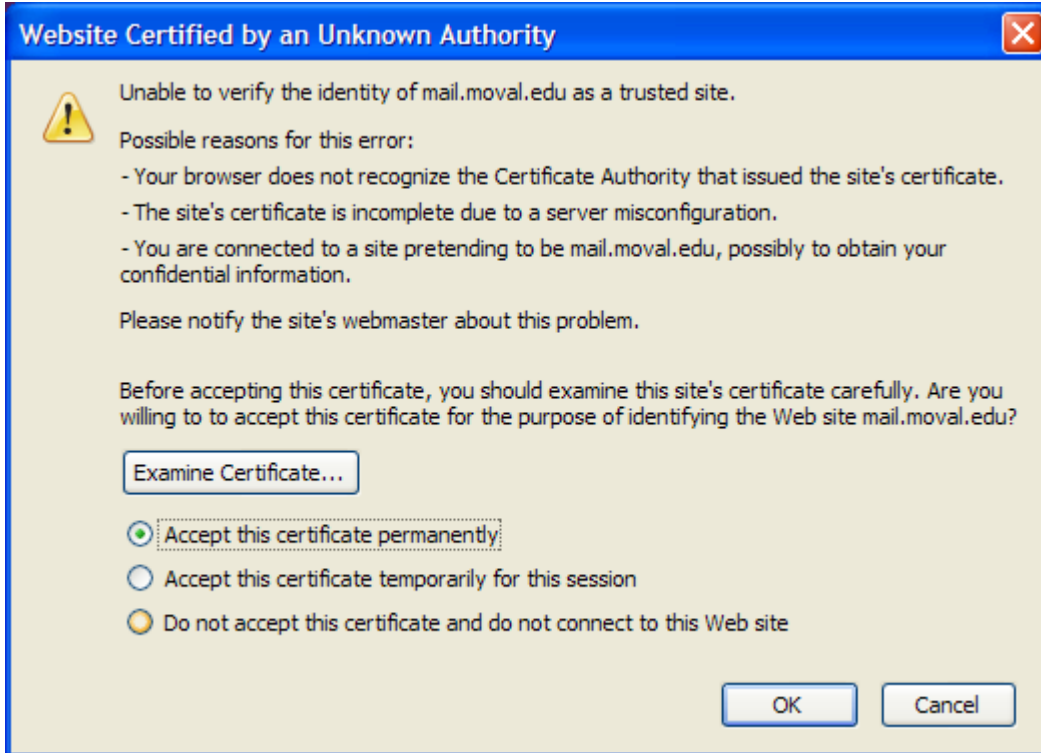 Website Certified by an Unknown Authority
Unable to verify the identity of mail.moval.edu as a trusted site.
Possible reasons for this error:
- Your browser does not recognize the Certificate Authority that issued the site's certificate.
- The site's certificate is incomplete due to a server misconfiguration.
- You are connected to a site pretending to be mail.moval.edu, possibly to obtain your
confidential information.
Please notify the site's webmaster about this problem.
Before accepting this certificate, you should examine this site's certificate carefully. Are you
willing to to accept this certificate for the purpose of identifying the Web site mail.moval.edu?
Examine Certificate...
Accept this certificate permanently
Accept this certificate temporarily for this session
Do not accept this certificate and do not connect to this Web site
OK Cancel